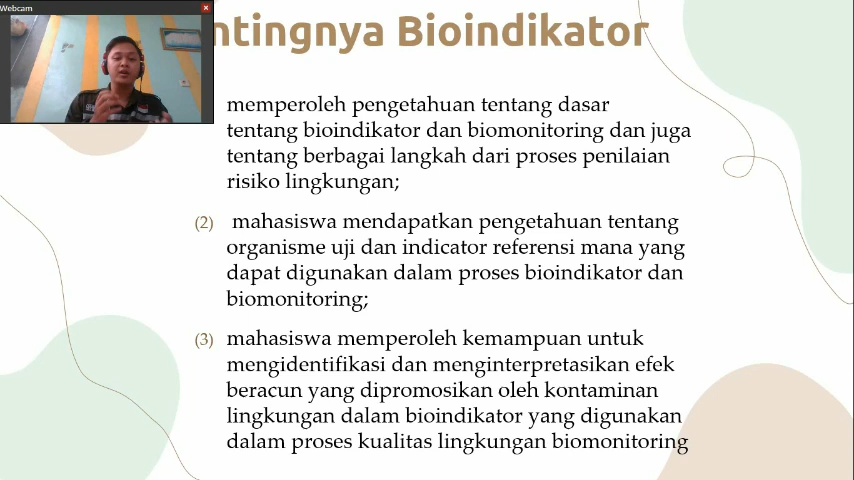 Webcam
ntingnya Bioindikator
memperoleh pengetahuan tentang dasar
tentang bioindikator dan biomonitoring dan juga
tentang berbagai langkah dari proses penilaian
risiko lingkungan;
(2) mahasiswa mendapatkan pengetahuan tentang
organisme uji dan indicator referensi mana yang
dapat digunakan dalam proses bioindikator dan
biomonitoring;
(3) mahasiswa memperoleh kemampuan untuk
mengidentifikasi dan menginterpretasikan efek
beracun yang dipromosikan oleh kontaminan
lingkungan dalam bioindikator yang digunakan
dalam proses kualitas lingkungan biomonitoring